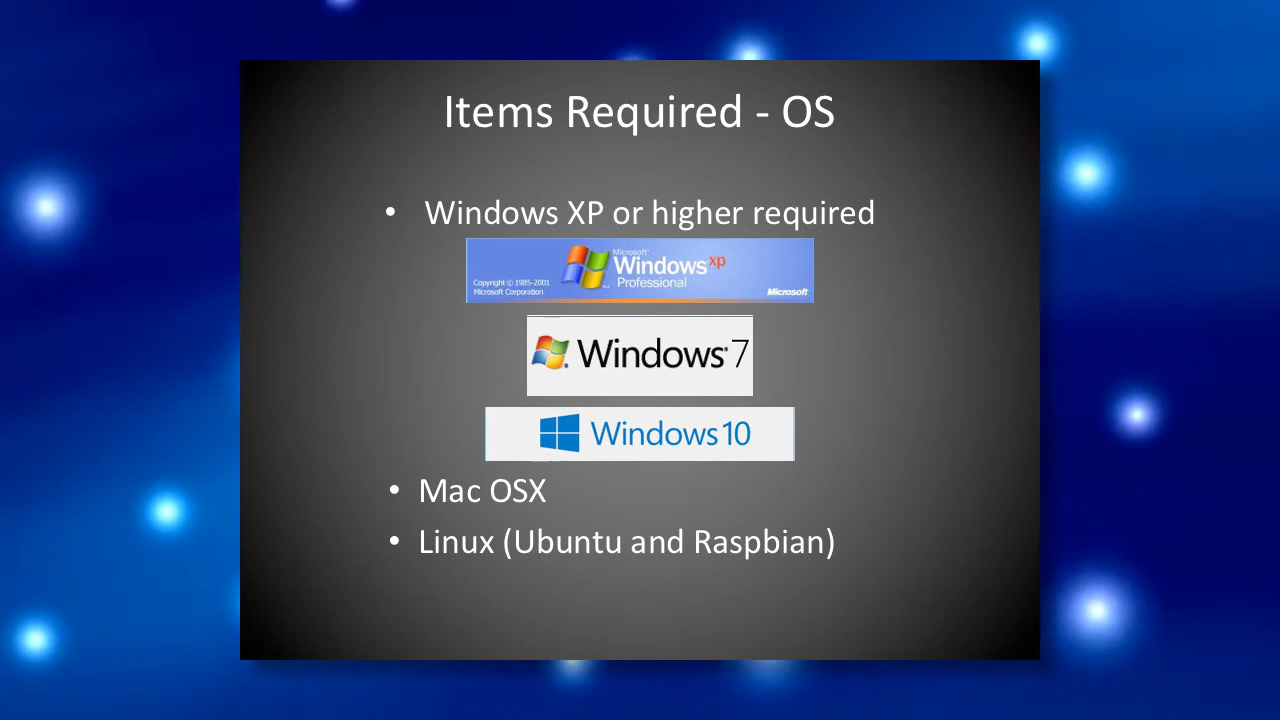 Items Required - OS
• Windows XP or higher required
Microsoft®
Windows xp
Professional
Copyright © 1985-2001
Microsoft Corporation
Microsoft
Windows® 7
Windows 10
• Mac OSX
• Linux (Ubuntu and Raspbian)